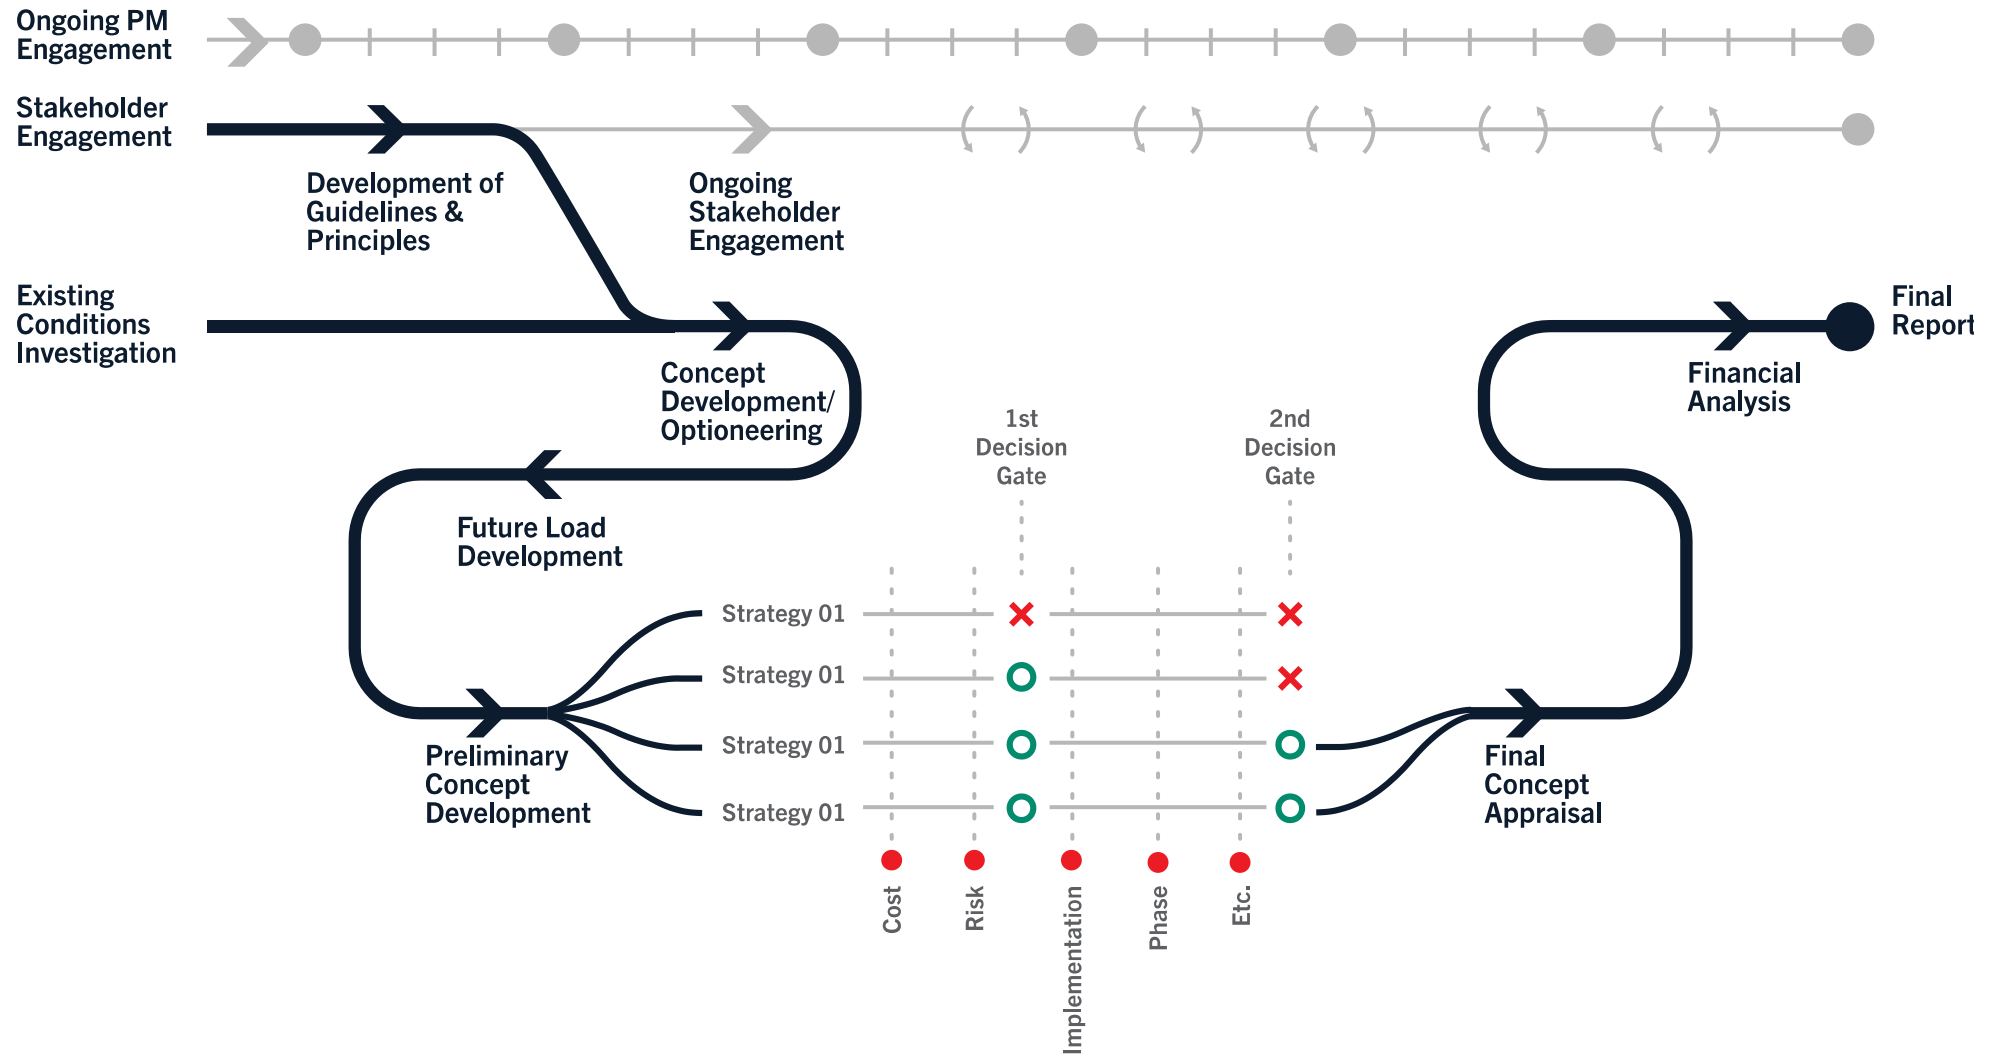 Ongoing PM
Engagement
Stakeholder
Engagement
Development of
Guidelines &
Principles
Ongoing
Stakeholder
Engagement
Existing
Conditions
Investigation
Concept
Development/
Optioneering
Final
Report
Financial
Analysis
1st
Decision
Gate
2nd
Decision
Gate
Future Load
Development
Strategy 01
Strategy 01
Strategy 01
Strategy 01
Preliminary
Concept
Development
Final
Concept
Appraisal
Cost
Risk
Implementation
Phase
Etc.